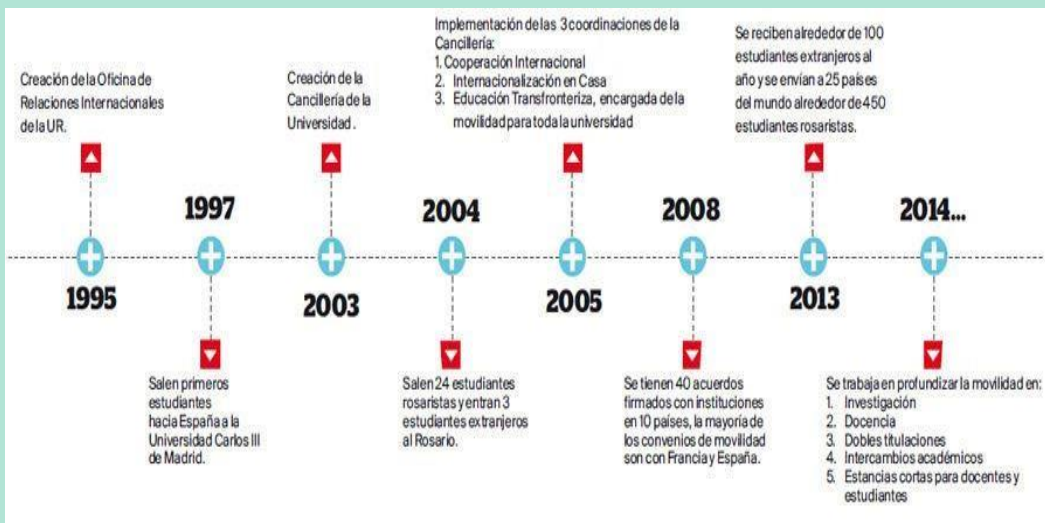 Creación de la Oficina de
Relaciones Internacionales
de la UR.
1995
1997
Salen primeros
estudiantes
hacia España a la
Universidad Carlos III
de Madrid.
Creación de la
Cancillería de la
Universidad.
2003
2004
Salen 24 estudiantes
rosaristas y entran 3
estudiantes extranjeros
al Rosario.
Implementación de las 3 coordinaciones de la
Cancillería:
1. Cooperación Internacional
2. Internacionalización en Casa
3. Educación Transfronteriza, encargada de la
movilidad para toda la universidad
2005
2008
Se tienen 40 acuerdos
firmados con instituciones
en 10 países, la mayoría de
los convenios de movilidad
son con Francia y España.
Se reciben alrededor de 100
estudiantes extranjeros al
año y se envían a 25 países
del mundo alrededor de 450
estudiantes rosaristas.
2013
2014...
Se trabaja en profundizar la movilidad en:
1. Investigación
2. Docencia
3. Dobles titulaciones
4. Intercambios académicos
5. Estancias cortas para docentes y
estudiantes